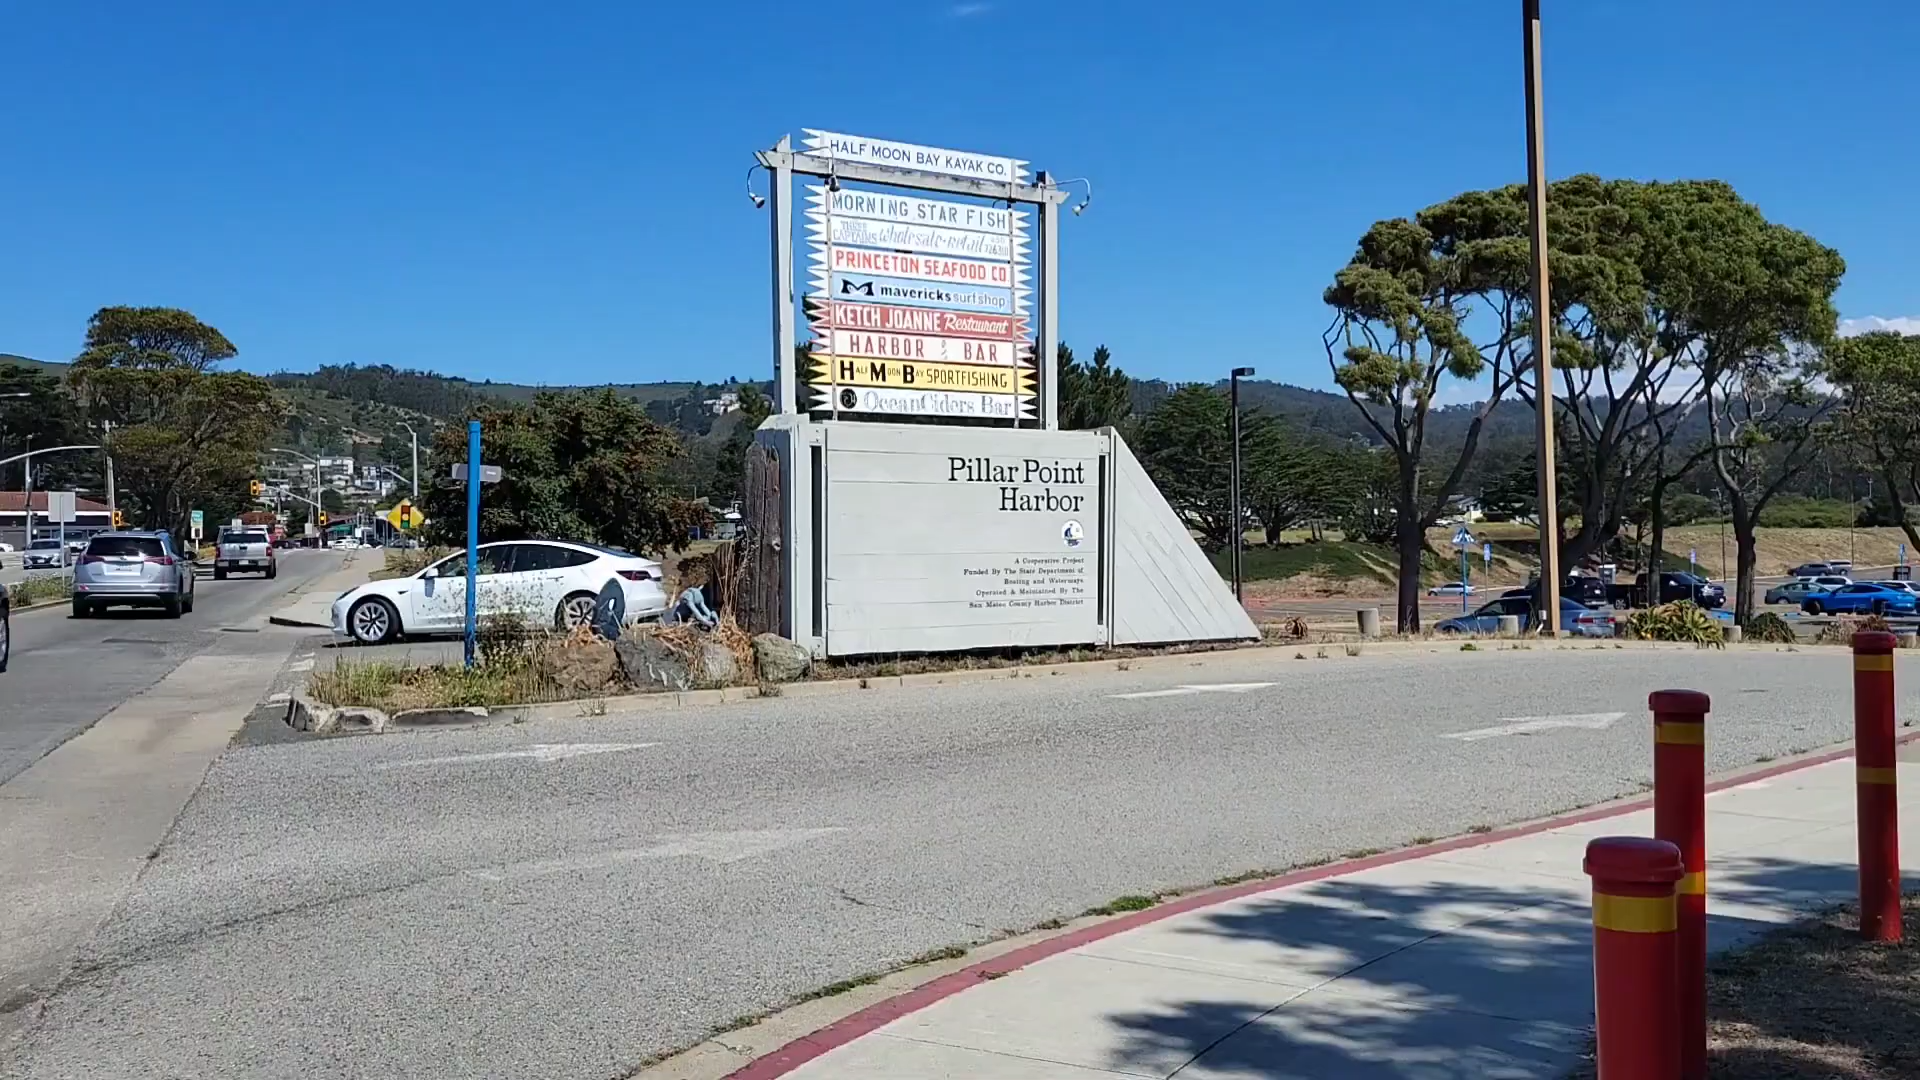 HALF MOON BAY KAYAK CO.
MORNING STAR FISH
THREE CAPTAINS wholesale-retail
PRINCETON SEAFOOD CO
mavericks surf shop
KETCH JOANNE Restaurant
HARBOR BAR
HALF MOON BAY SPORTFISHING
OceanCiders Bar
Pillar Point
Harbor
A Cooperative Project
Funded By The State Department of
Boating and Waterways
Operated & Maintained By The
San Mateo County Harbor District